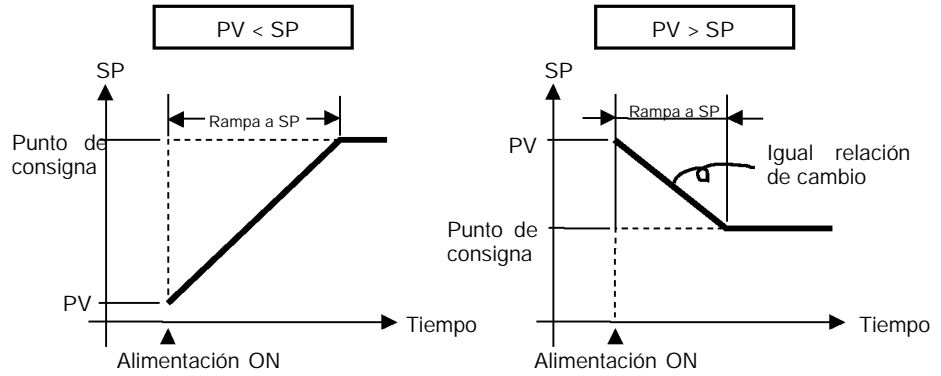 PV < SP
SP
Rampa a SP
Punto de
consigna
PV
Tiempo
Alimentación ON
PV > SP
SP
Rampa a SP
PV
Igual relación
de cambio
Punto de
consigna
Tiempo
Alimentación ON